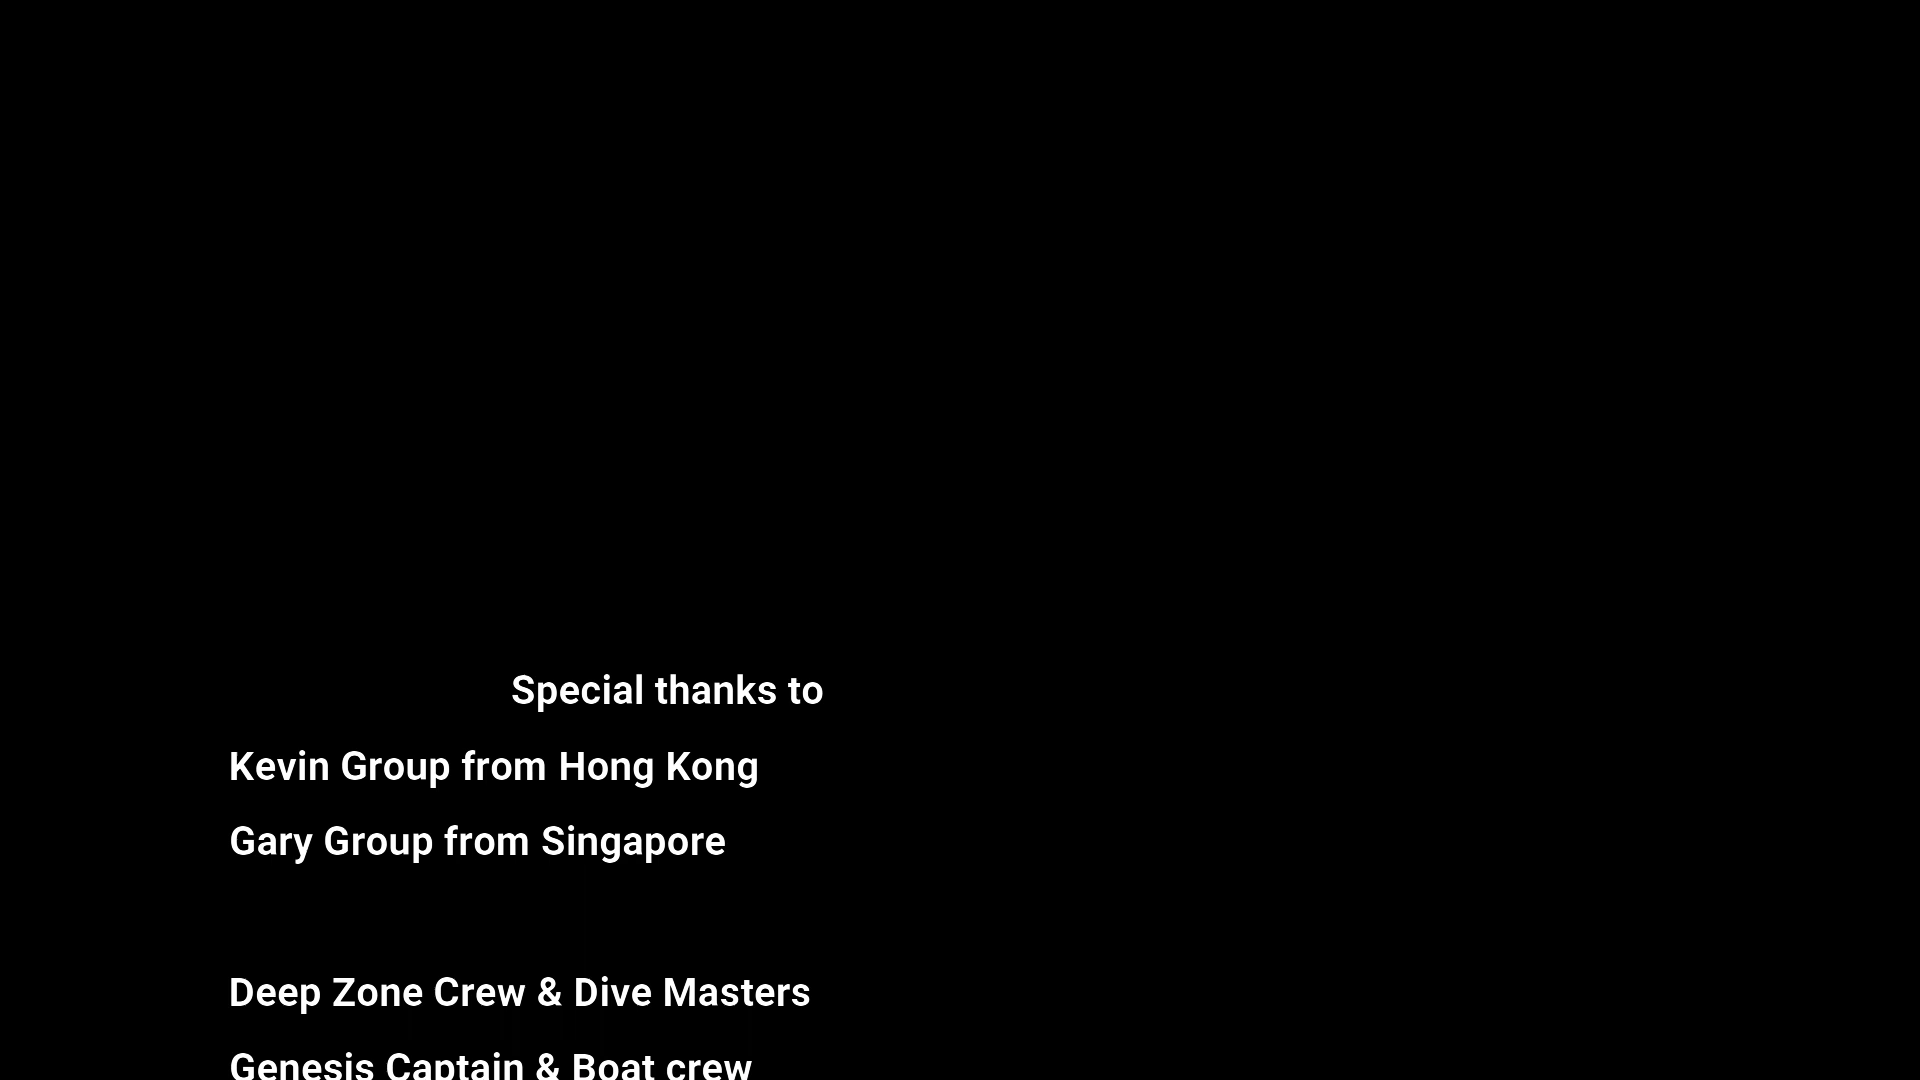 Special thanks to
Kevin Group from Hong Kong
Gary Group from Singapore
Deep Zone Crew & Dive Masters
Genesis Captain & Boat crew